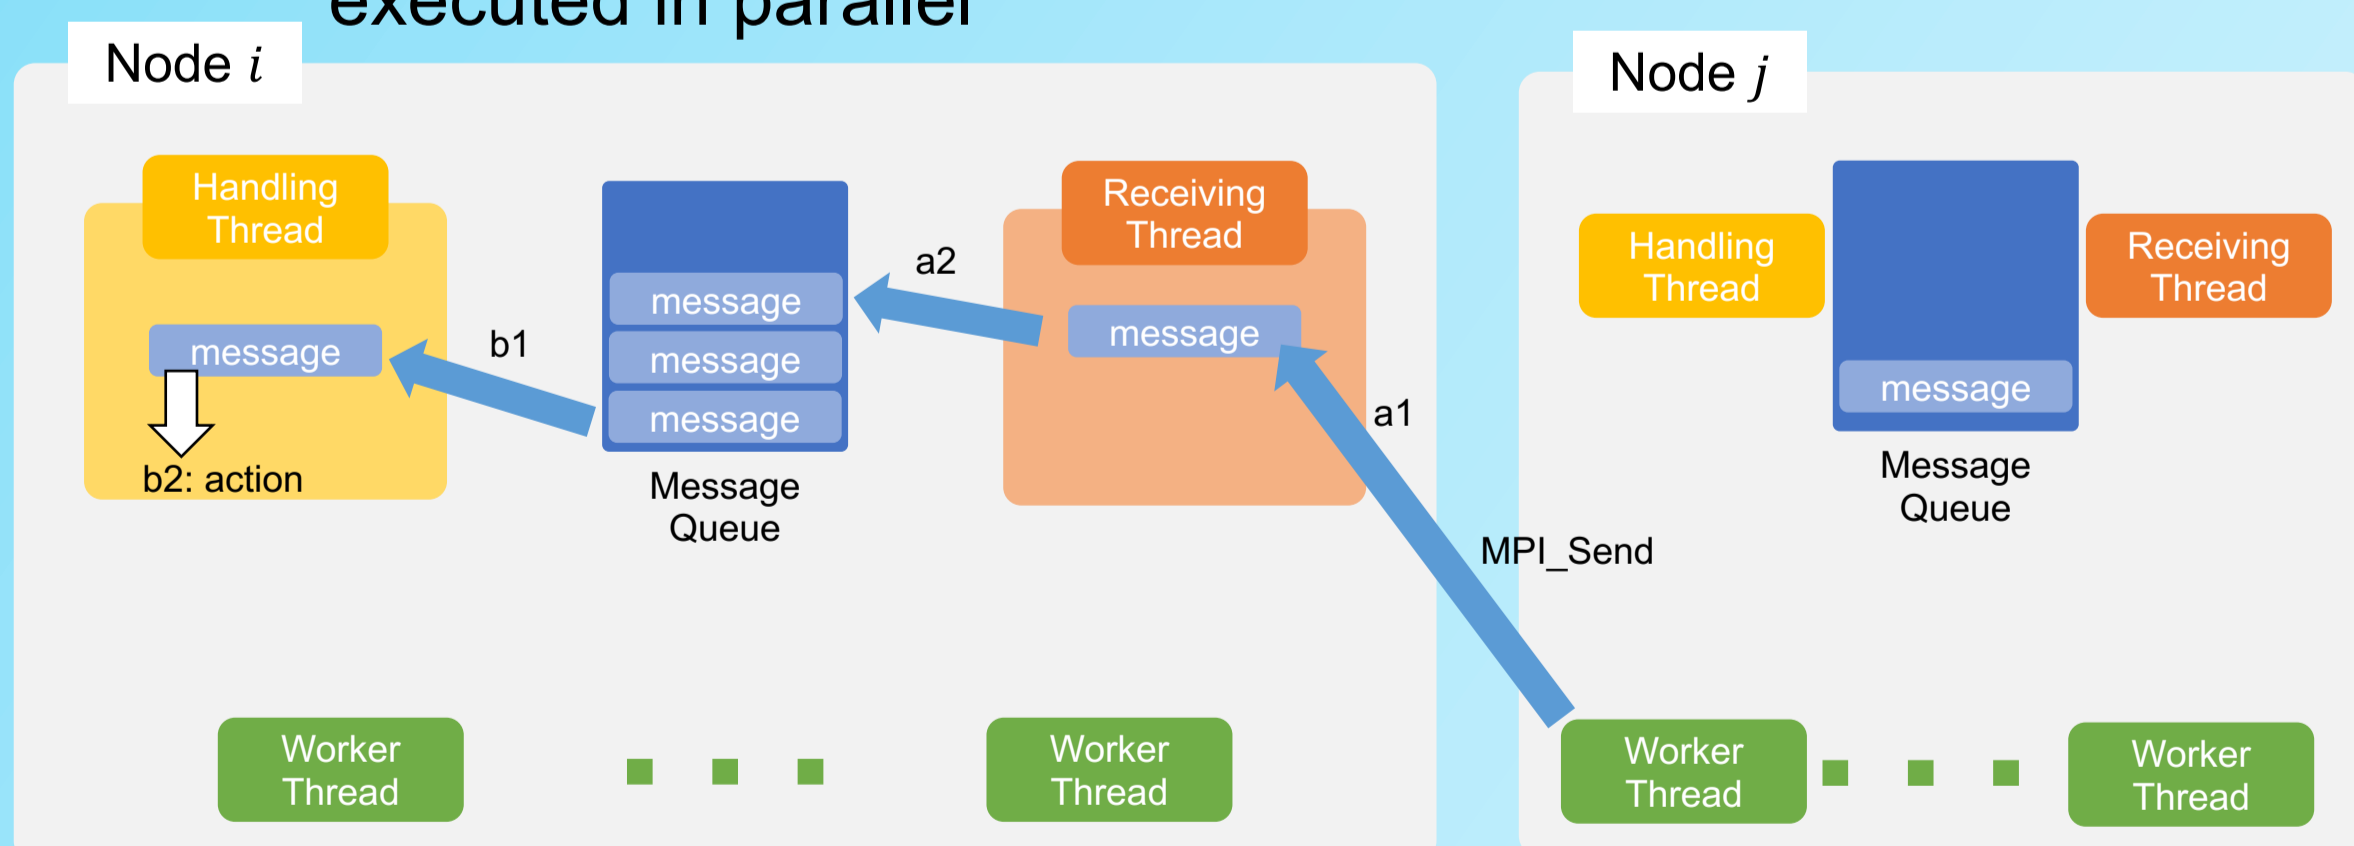 executed in parallel
Node i
Node j
Handling
Thread
Receiving
Thread
a2
message
message
message
message
message
b1
b2: action
Message
Queue
a1
MPI_Send
Handling
Thread
Receiving
Thread
message
Message
Queue
Worker
Thread
Worker
Thread
Worker
Thread
Worker
Thread